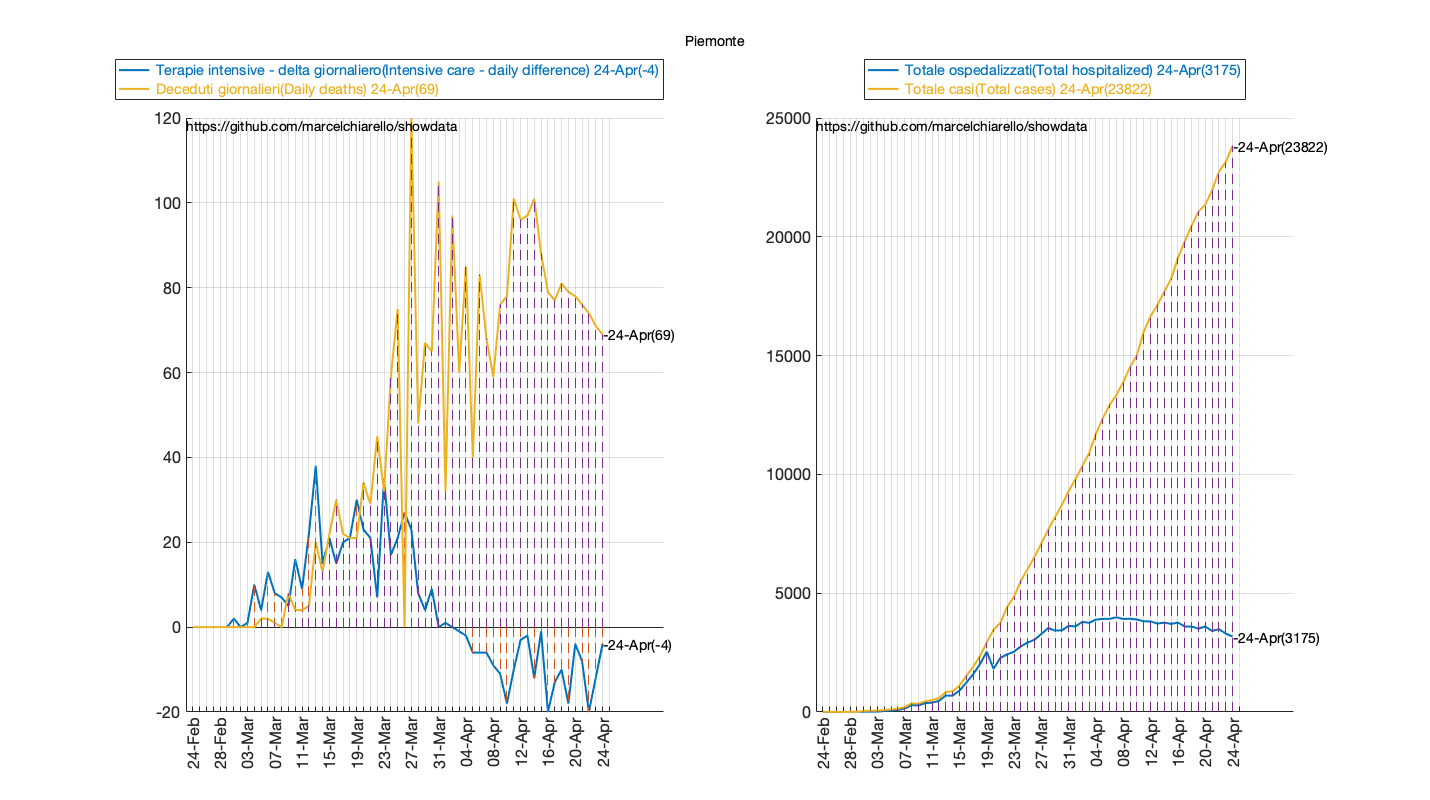 Piemonte
Terapie intensive - delta giornaliero(Intensive care - daily difference) 24-Apr(-4)
Deceduti giornalieri(Daily deaths) 24-Apr(69)
https://github.com/marcelchiarello/showdata
120
100
80
60
40
20
0
-20
-24-Apr(69)
-24-Apr(-4)
24-Feb
28-Feb
03-Mar
07-Mar
11-Mar
15-Mar
19-Mar
23-Mar
27-Mar
31-Mar
04-Apr
08-Apr
12-Apr
16-Apr
20-Apr
24-Apr
Totale ospedalizzati(Total hospitalized) 24-Apr(3175)
Totale casi(Total cases) 24-Apr(23822)
https://github.com/marcelchiarello/showdata
25000
20000
15000
10000
5000
0
-24-Apr(23822)
-24-Apr(3175)
24-Feb
28-Feb
03-Mar
07-Mar
11-Mar
15-Mar
19-Mar
23-Mar
27-Mar
31-Mar
04-Apr
08-Apr
12-Apr
16-Apr
20-Apr
24-Apr